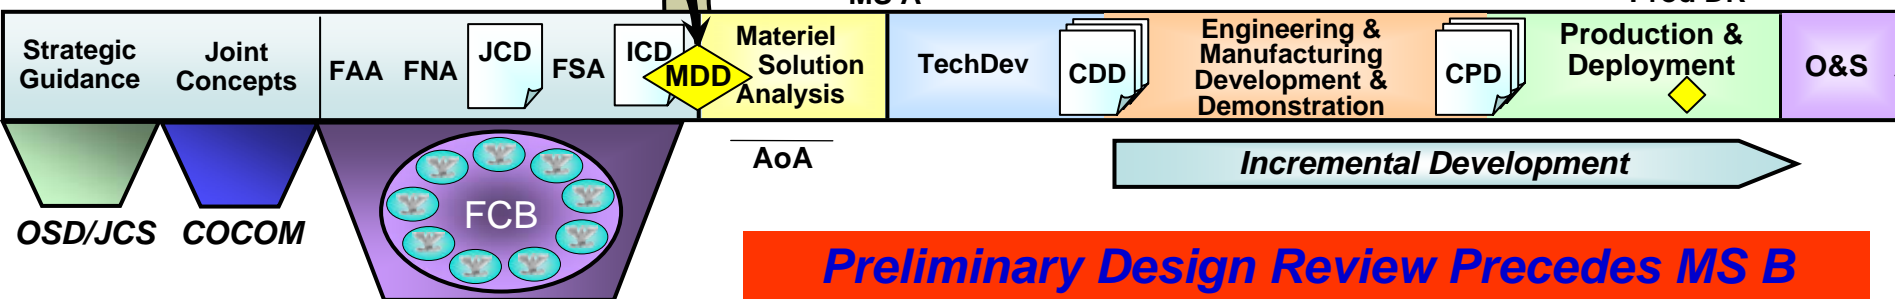 Strategic
Guidance
Joint
Concepts
FAA FNA
JCD
FSA
ICD
MDD
Materiel
Solution
Analysis
TechDev
CDD
Engineering &
Manufacturing
Development &
Demonstration
CPD
Production &
Deployment
O&S
AoA
Incremental Development
OSD/JCS COCOM
FCB
Preliminary Design Review Precedes MS B